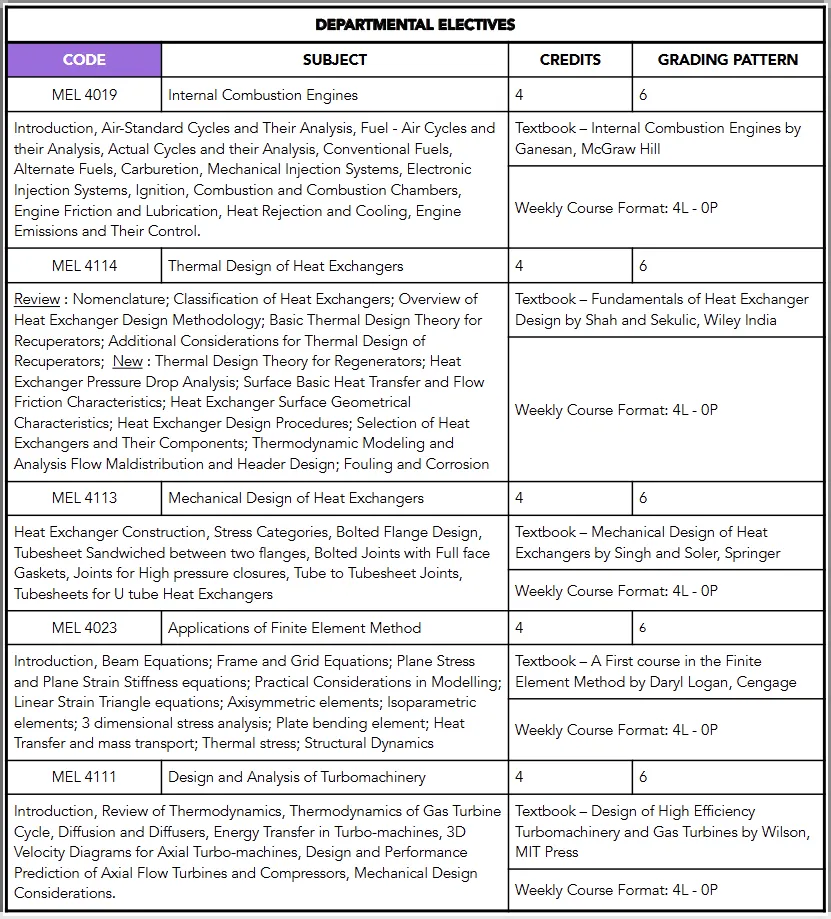 DEPARTMENTAL ELECTIVES
CODE SUBJECT CREDITS GRADING PATTERN
MEL 4019 Internal Combustion Engines 4 6
Introduction, Air-Standard Cycles and Their Analysis, Fuel - Air Cycles and
their Analysis, Actual Cycles and their Analysis, Conventional Fuels,
Alternate Fuels, Carburetion, Mechanical Injection Systems, Electronic
Injection Systems, Ignition, Combustion and Combustion Chambers,
Engine Friction and Lubrication, Heat Rejection and Cooling, Engine
Emissions and Their Control.
Textbook – Internal Combustion Engines by
Ganesan, McGraw Hill
Weekly Course Format: 4L - 0P
MEL 4114 Thermal Design of Heat Exchangers 4 6
Review : Nomenclature; Classification of Heat Exchangers; Overview of
Heat Exchanger Design Methodology; Basic Thermal Design Theory for
Recuperators; Additional Considerations for Thermal Design of
Recuperators; New : Thermal Design Theory for Regenerators; Heat
Exchanger Pressure Drop Analysis; Surface Basic Heat Transfer and Flow
Friction Characteristics; Heat Exchanger Surface Geometrical
Characteristics; Heat Exchanger Design Procedures; Selection of Heat
Exchangers and Their Components; Thermodynamic Modeling and
Analysis Flow Maldistribution and Header Design; Fouling and Corrosion
Textbook – Fundamentals of Heat Exchanger
Design by Shah and Sekulic, Wiley India
Weekly Course Format: 4L - 0P
MEL 4113 Mechanical Design of Heat Exchangers 4 6
Heat Exchanger Construction, Stress Categories, Bolted Flange Design,
Tubesheet Sandwiched between two flanges, Bolted Joints with Full face
Gaskets, Joints for High pressure closures, Tube to Tubesheet Joints,
Tubesheets for U tube Heat Exchangers
Textbook – Mechanical Design of Heat
Exchangers by Singh and Soler, Springer
Weekly Course Format: 4L - 0P
MEL 4023 Applications of Finite Element Method 4 6
Introduction, Beam Equations; Frame and Grid Equations; Plane Stress
and Plane Strain Stiffness equations; Practical Considerations in Modelling;
Linear Strain Triangle equations; Axisymmetric elements; Isoparametric
elements; 3 dimensional stress analysis; Plate bending element; Heat
Transfer and mass transport; Thermal stress; Structural Dynamics
Textbook – A First course in the Finite
Element Method by Daryl Logan, Cengage
Weekly Course Format: 4L - 0P
MEL 4111 Design and Analysis of Turbomachinery 4 6
Introduction, Review of Thermodynamics, Thermodynamics of Gas Turbine
Cycle, Diffusion and Diffusers, Energy Transfer in Turbo-machines, 3D
Velocity Diagrams for Axial Turbo-machines, Design and Performance
Prediction of Axial Flow Turbines and Compressors, Mechanical Design
Considerations.
Textbook – Design of High Efficiency
Turbomachinery and Gas Turbines by Wilson,
MIT Press
Weekly Course Format: 4L - 0P